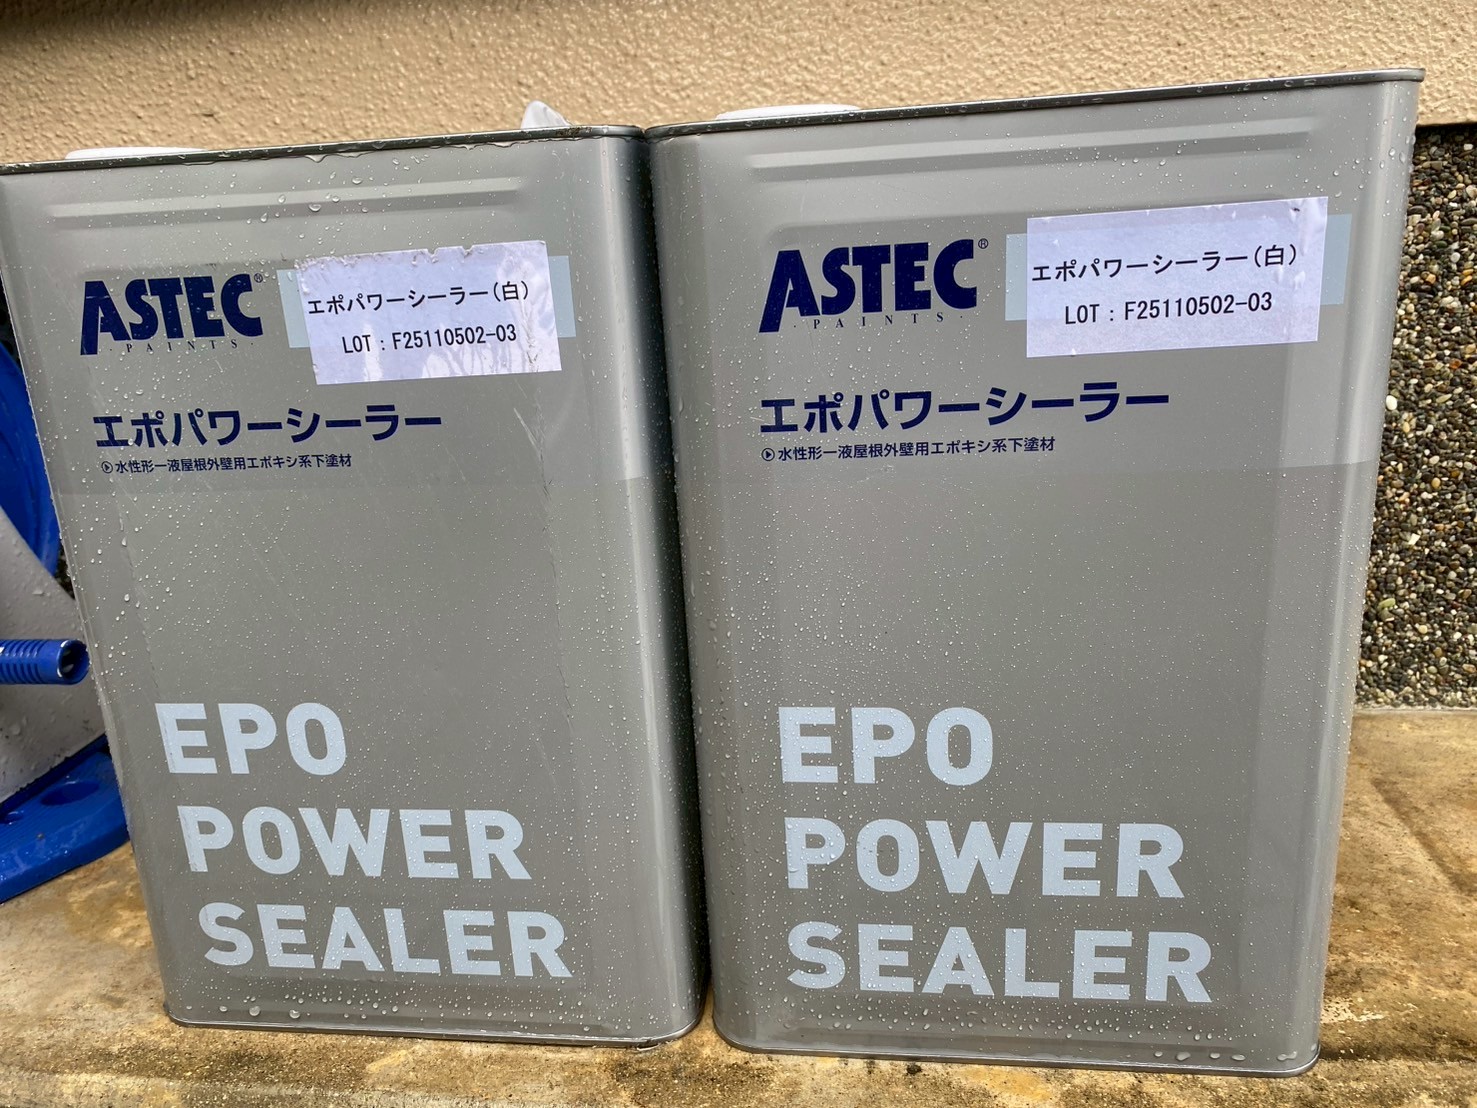 ASTEC®
・PAINTS・
エポパワーシーラー(白)
LOT：F25110502-03
エポパワーシーラー
水性形一液屋根外壁用エポキシ系下塗材
EPO
POWER
SEALER
ASTEC®
・PAINTS・
エポパワーシーラー(白)
LOT：F25110502-03
エポパワーシーラー
水性形一液屋根外壁用エポキシ系下塗材
EPO
POWER
SEALER